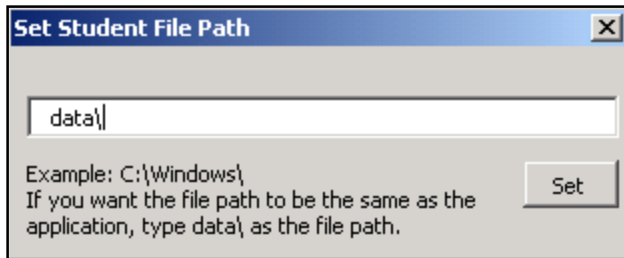 Set Student File Path
data\
Example: C:\Windows\
If you want the file path to be the same as the
application, type data\ as the file path.
Set